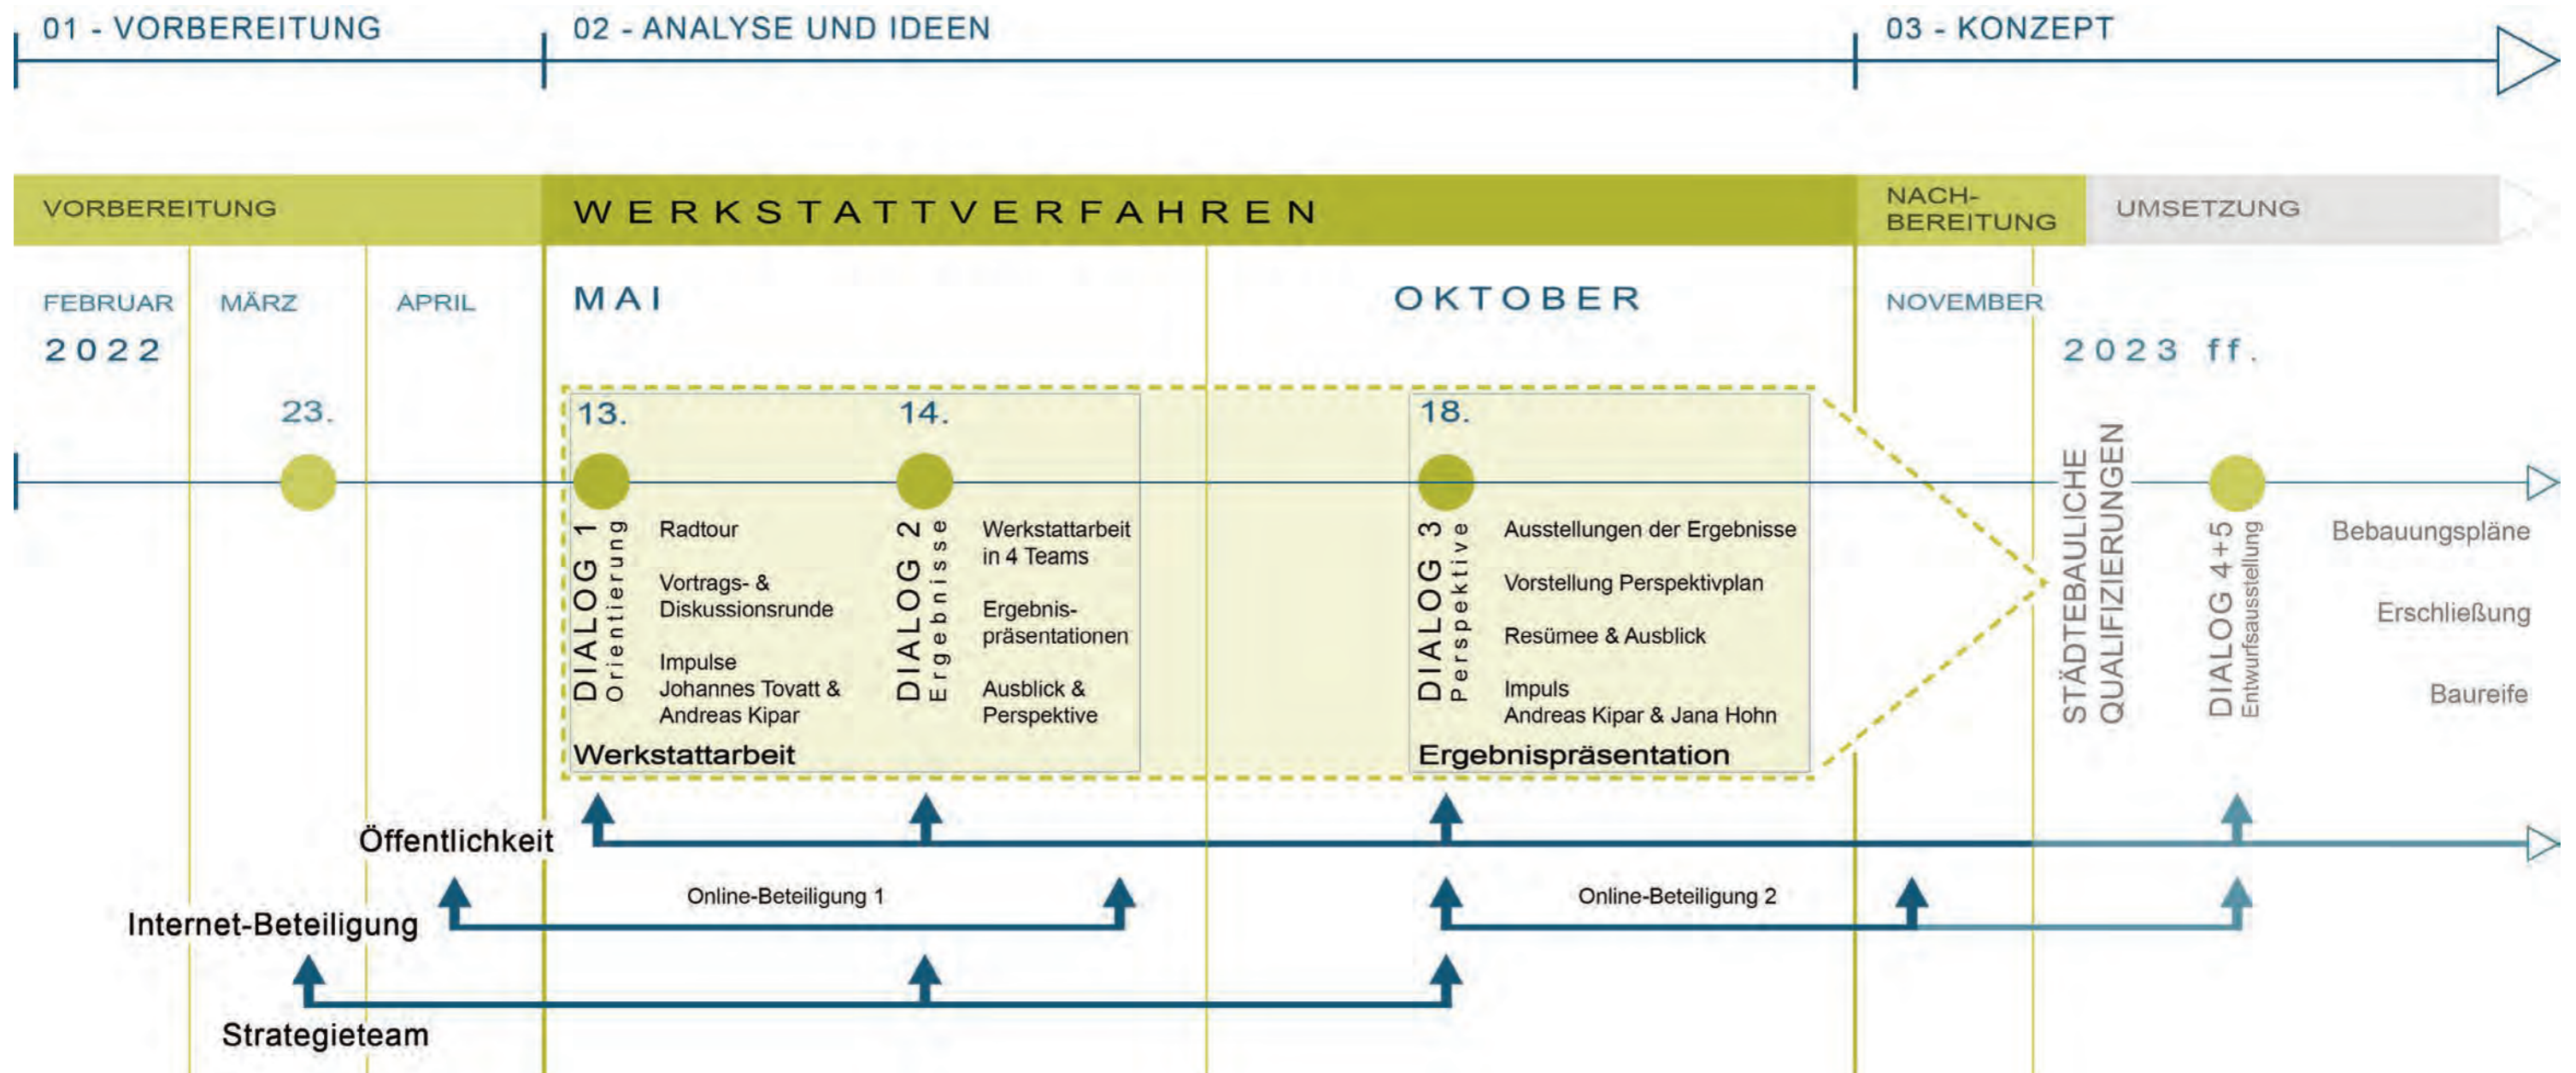 01 - VORBEREITUNG
02 - ANALYSE UND IDEEN
03 - KONZEPT
VORBEREITUNG
WERKSTATTVERFAHREN
NACH-
BEREITUNG
UMSETZUNG
FEBRUAR
MÄRZ
APRIL
MAI
OKTOBER
NOVEMBER
2022
2023 ff.
23.
13.
14.
18.
DIALOG 1
Orientierung
Radtour
Vortrags- &
Diskussionsrunde
Impulse
Johannes Tovatt &
Andreas Kipar
DIALOG 2
Ergebnisse
Werkstattarbeit
in 4 Teams
Ergebnis-
präsentationen
Ausblick &
Perspektive
Werkstattarbeit
DIALOG 3
Perspektive
Ausstellungen der Ergebnisse
Vorstellung Perspektivplan
Resümee & Ausblick
Impuls
Andreas Kipar & Jana Hohn
Ergebnispräsentation
STÄDTEBAULICHE
QUALIFIZIERUNGEN
DIALOG 4+5
Entwurfsausstellung
Bebauungspläne
Erschließung
Baureife
Öffentlichkeit
Online-Beteiligung 1
Online-Beteiligung 2
Internet-Beteiligung
Strategieteam